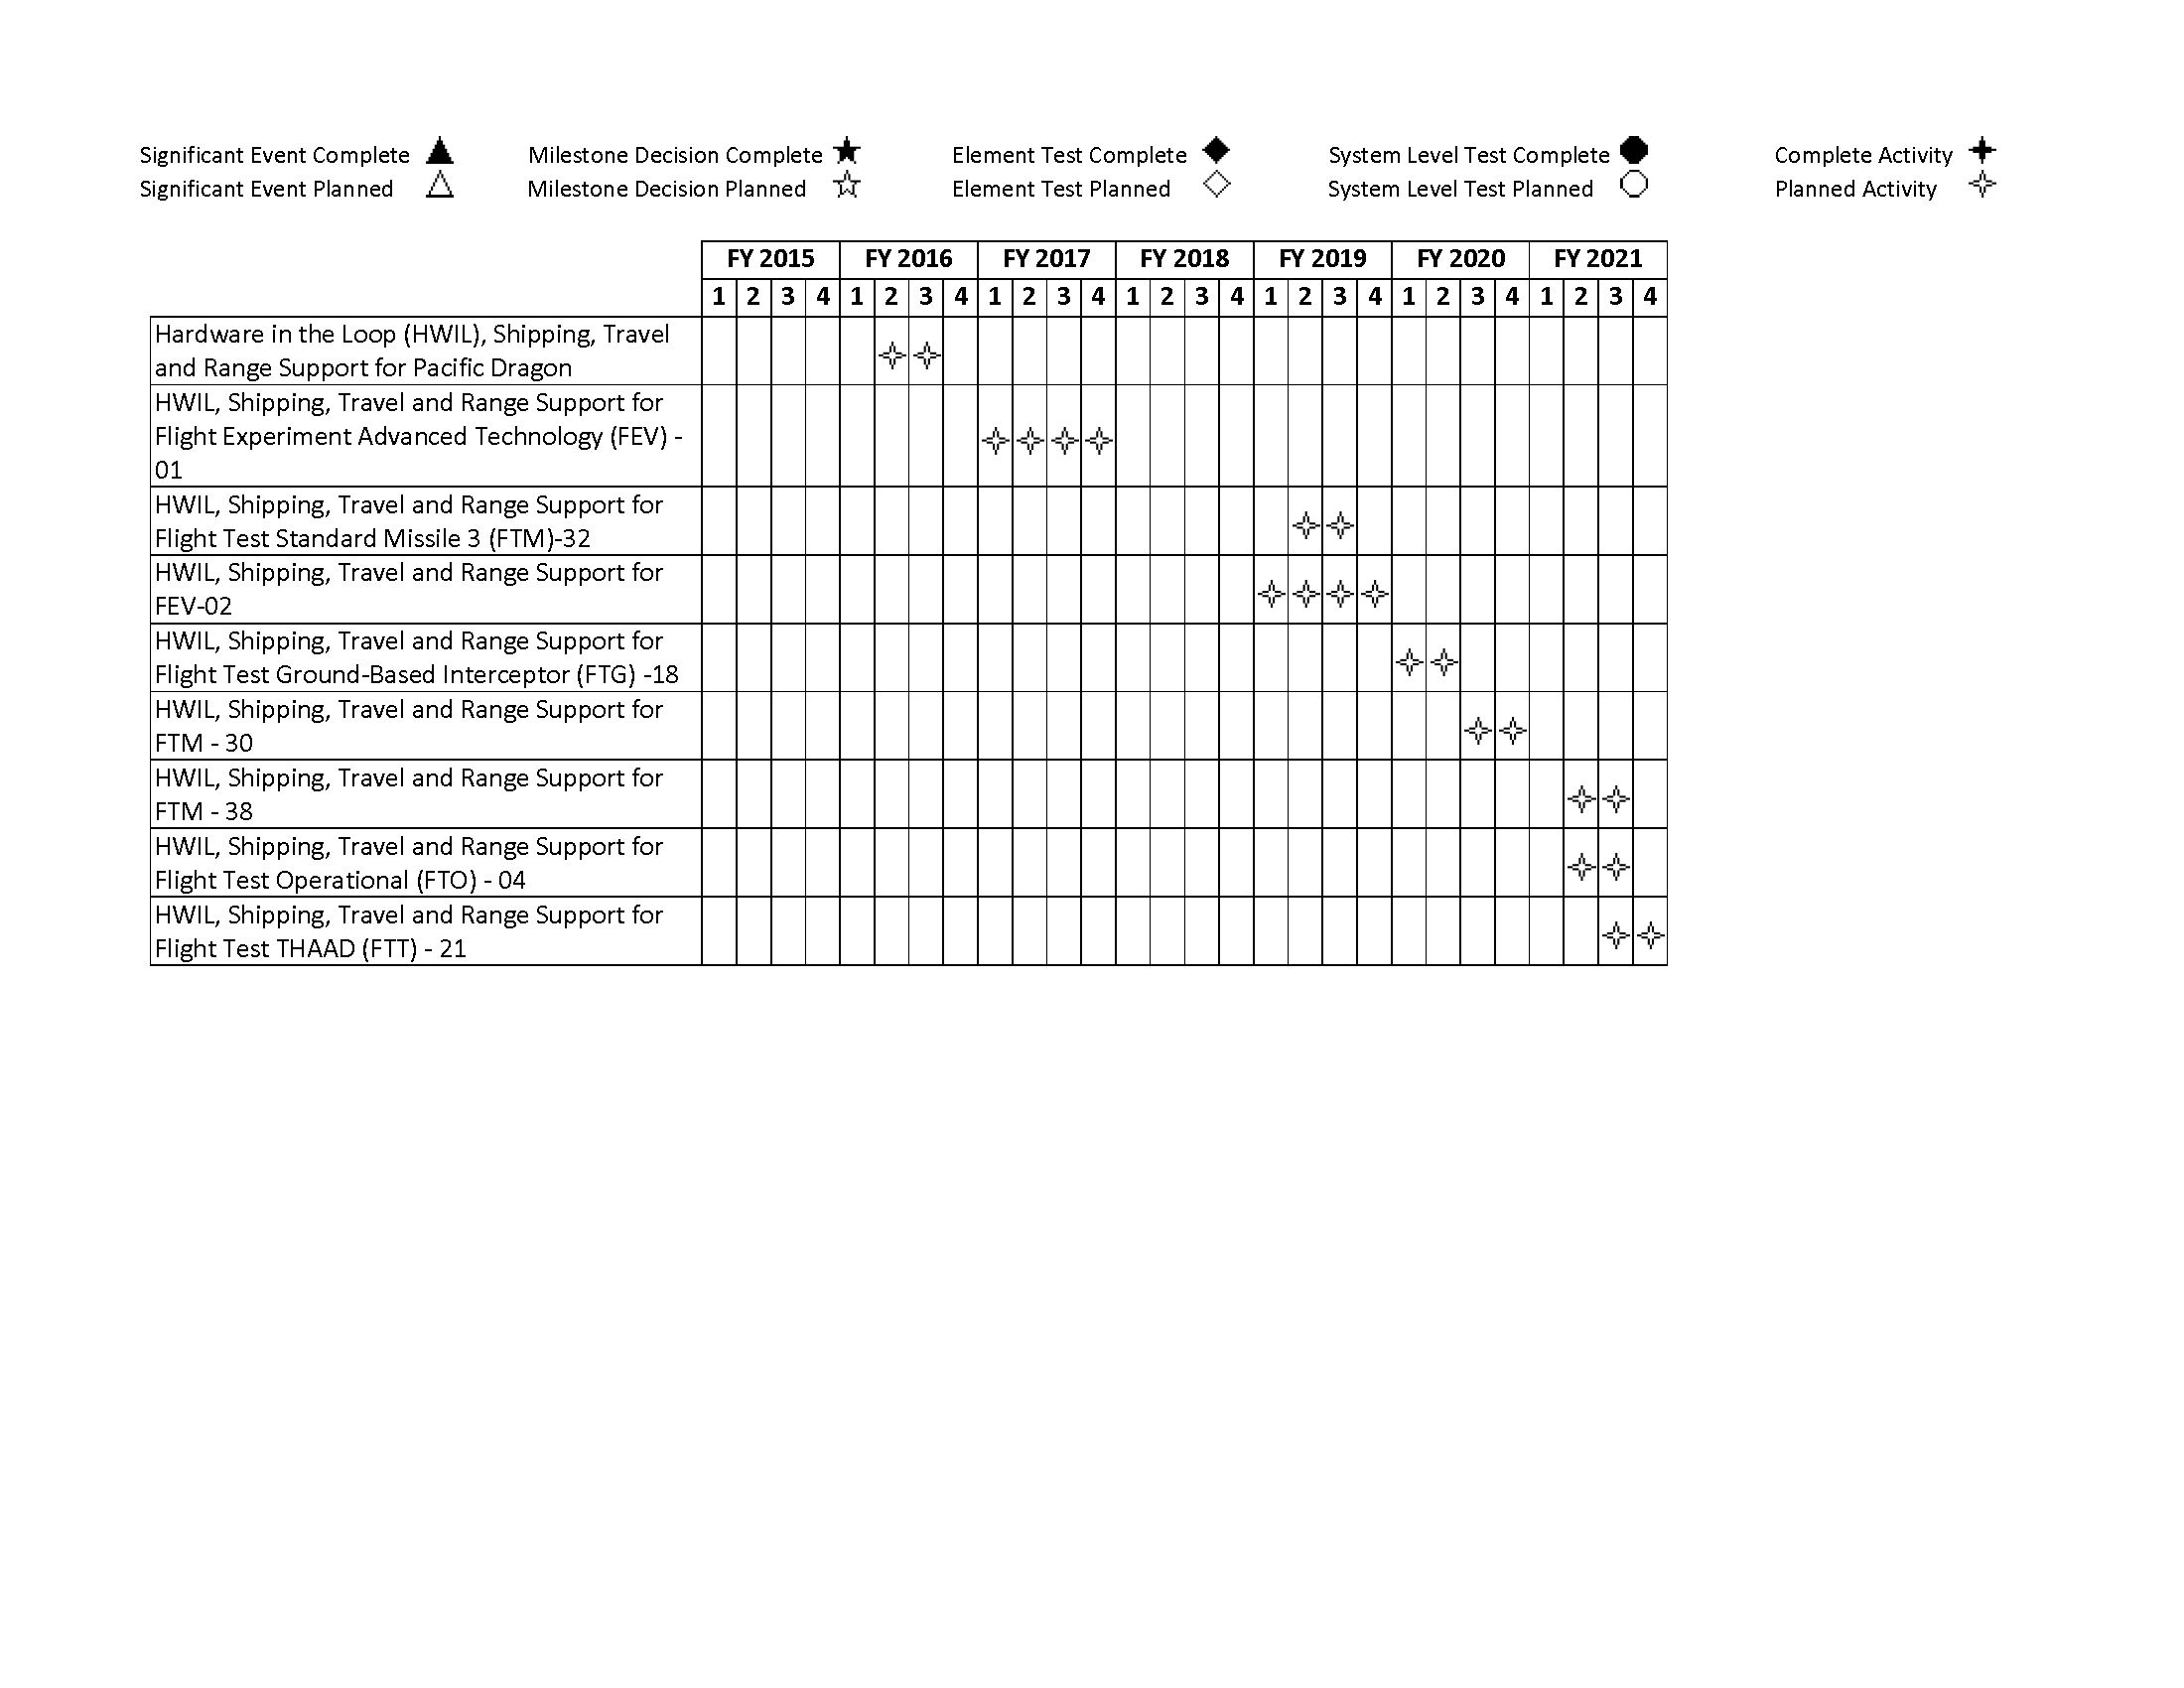 Significant Event Complete Milestone Decision Complete Element Test Complete System Level Test Complete Complete Activity
Significant Event Planned Milestone Decision Planned Element Test Planned System Level Test Planned Planned Activity
FY 2015 FY 2016 FY 2017 FY 2018 FY 2019 FY 2020 FY 2021
1 2 3 4 1 2 3 4 1 2 3 4 1 2 3 4 1 2 3 4 1 2 3 4 1 2 3 4
Hardware in the Loop (HWIL), Shipping, Travel
and Range Support for Pacific Dragon
HWIL, Shipping, Travel and Range Support for
Flight Experiment Advanced Technology (FEV) -
01
HWIL, Shipping, Travel and Range Support for
Flight Test Standard Missile 3 (FTM)-32
HWIL, Shipping, Travel and Range Support for
FEV-02
HWIL, Shipping, Travel and Range Support for
Flight Test Ground-Based Interceptor (FTG) -18
HWIL, Shipping, Travel and Range Support for
FTM - 30
HWIL, Shipping, Travel and Range Support for
FTM - 38
HWIL, Shipping, Travel and Range Support for
Flight Test Operational (FTO) - 04
HWIL, Shipping, Travel and Range Support for
Flight Test THAAD (FTT) - 21